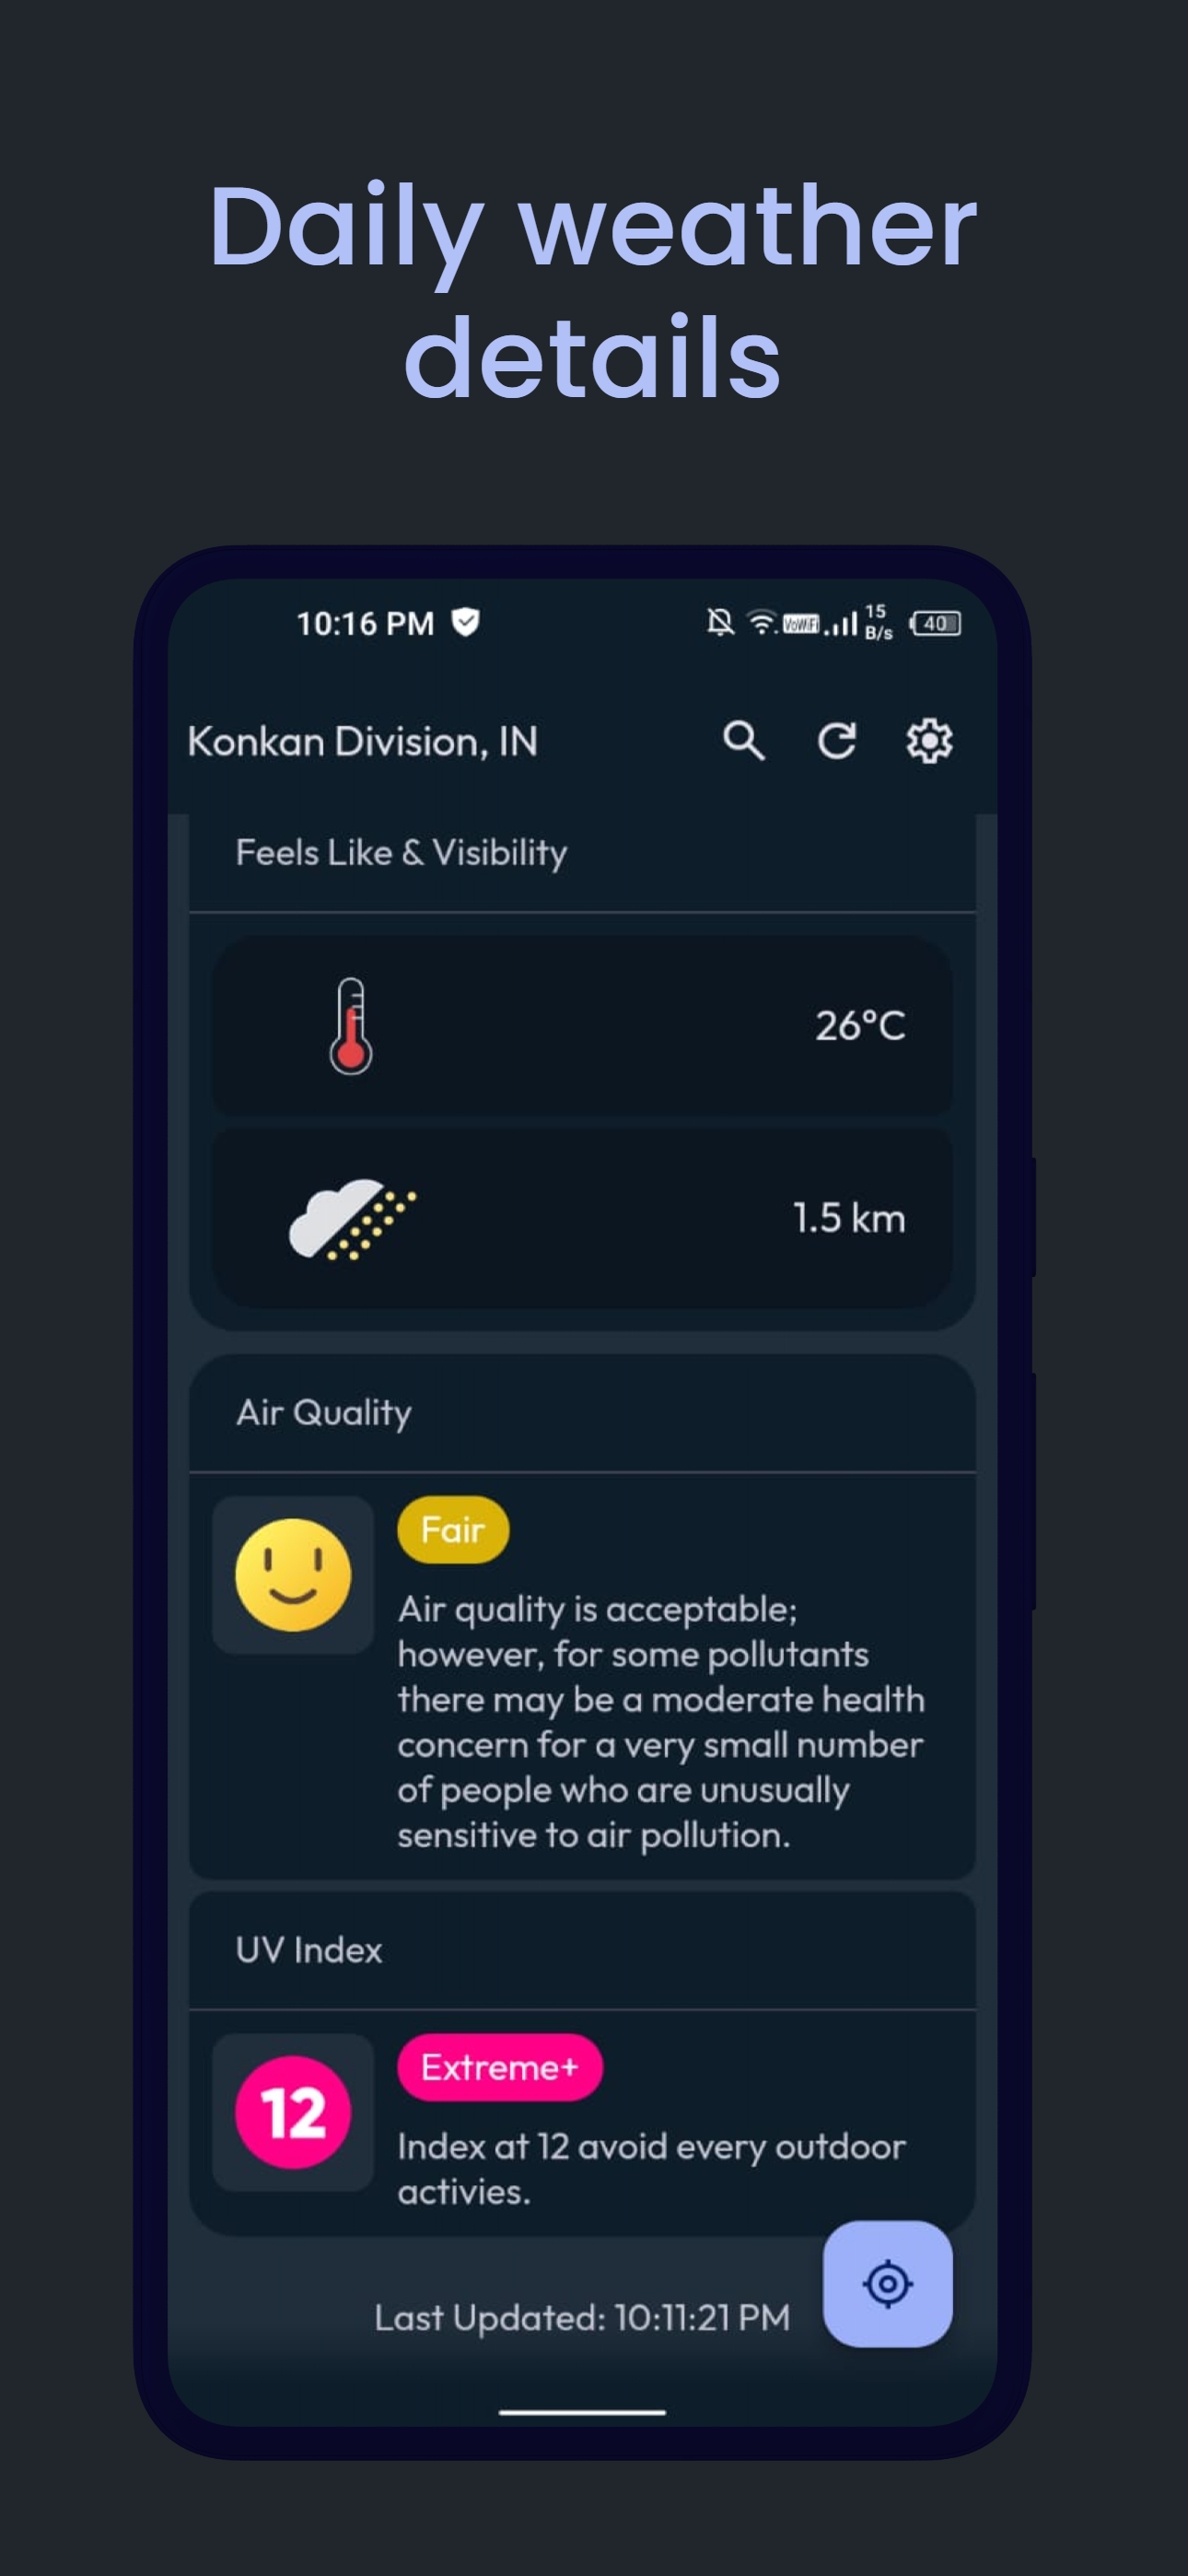 Daily weather
details
10:16 PM
VoWiFi
15
B/s
40
Konkan Division, IN
Feels Like & Visibility
26°C
1.5 km
Air Quality
Fair
Air quality is acceptable;
however, for some pollutants
there may be a moderate health
concern for a very small number
of people who are unusually
sensitive to air pollution.
UV Index
12
Extreme+
Index at 12 avoid every outdoor
activies.
Last Updated: 10:11:21 PM